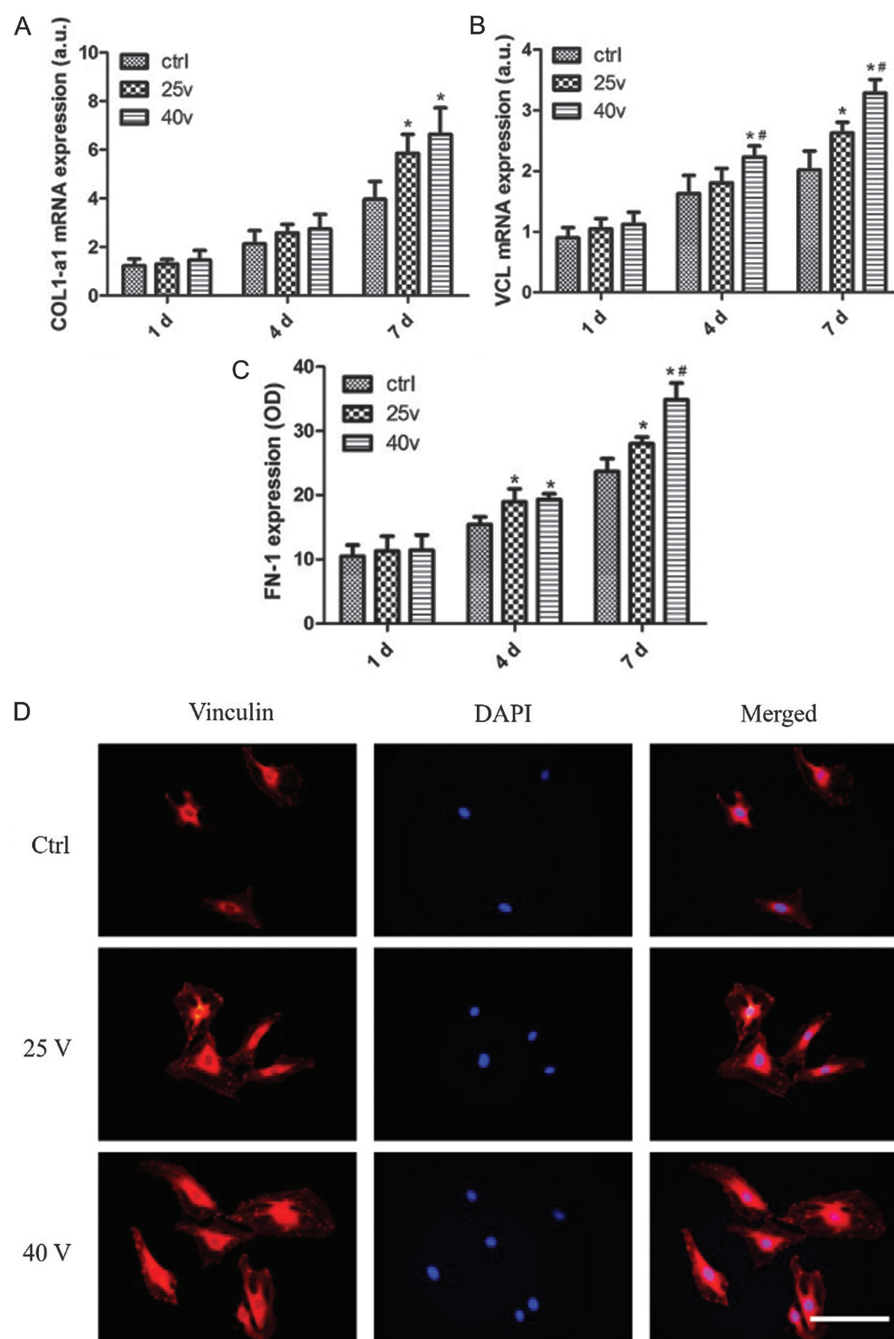 A
COL1-a1 mRNA expression (a.u.)
10
8
6
4
2
0
ctrl
25v
40v
*
*
1 d
4 d
7 d
B
VCL mRNA expression (a.u.)
4
3
2
1
0
ctrl
25v
40v
*#
*
*#
1 d
4 d
7 d
C
FN-1 expression (OD)
40
30
20
10
0
ctrl
25v
40v
*
*
*
*#
1 d
4 d
7 d
D
Vinculin
DAPI
Merged
Ctrl
25 V
40 V